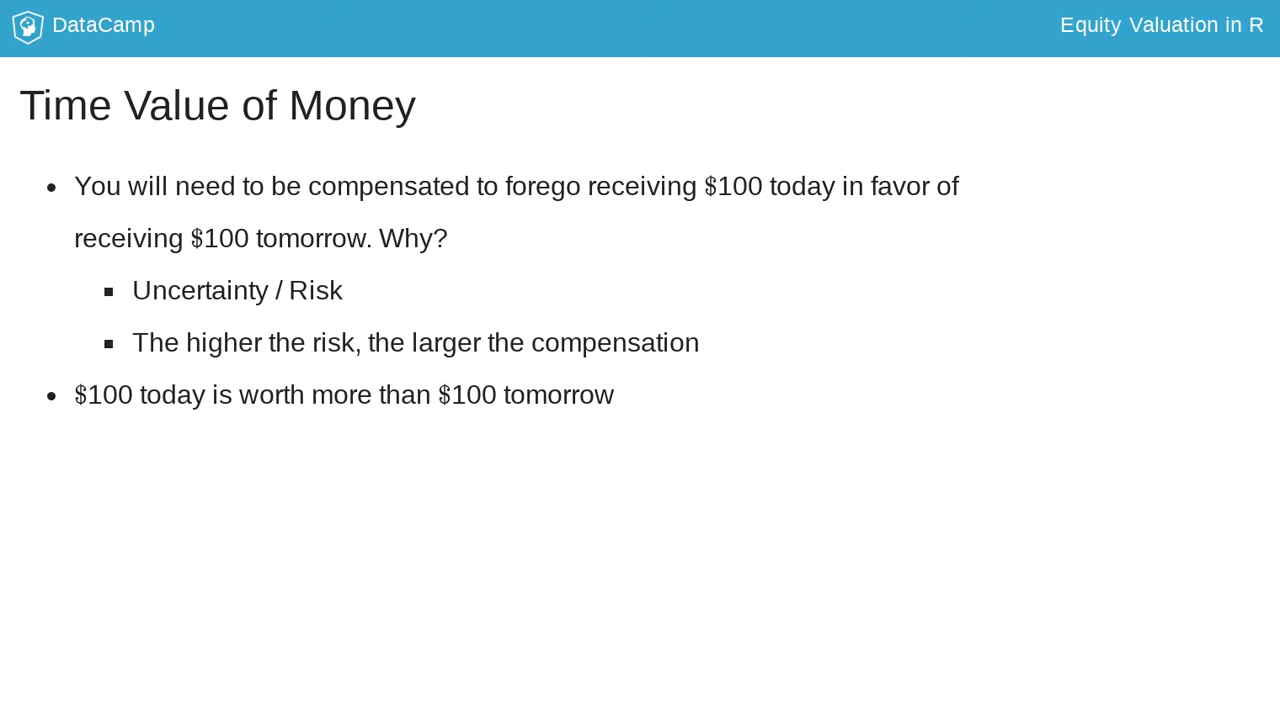 DataCamp
Equity Valuation in R
Time Value of Money
• You will need to be compensated to forego receiving $100 today in favor of
receiving $100 tomorrow. Why?
▪ Uncertainty / Risk
▪ The higher the risk, the larger the compensation
• $100 today is worth more than $100 tomorrow